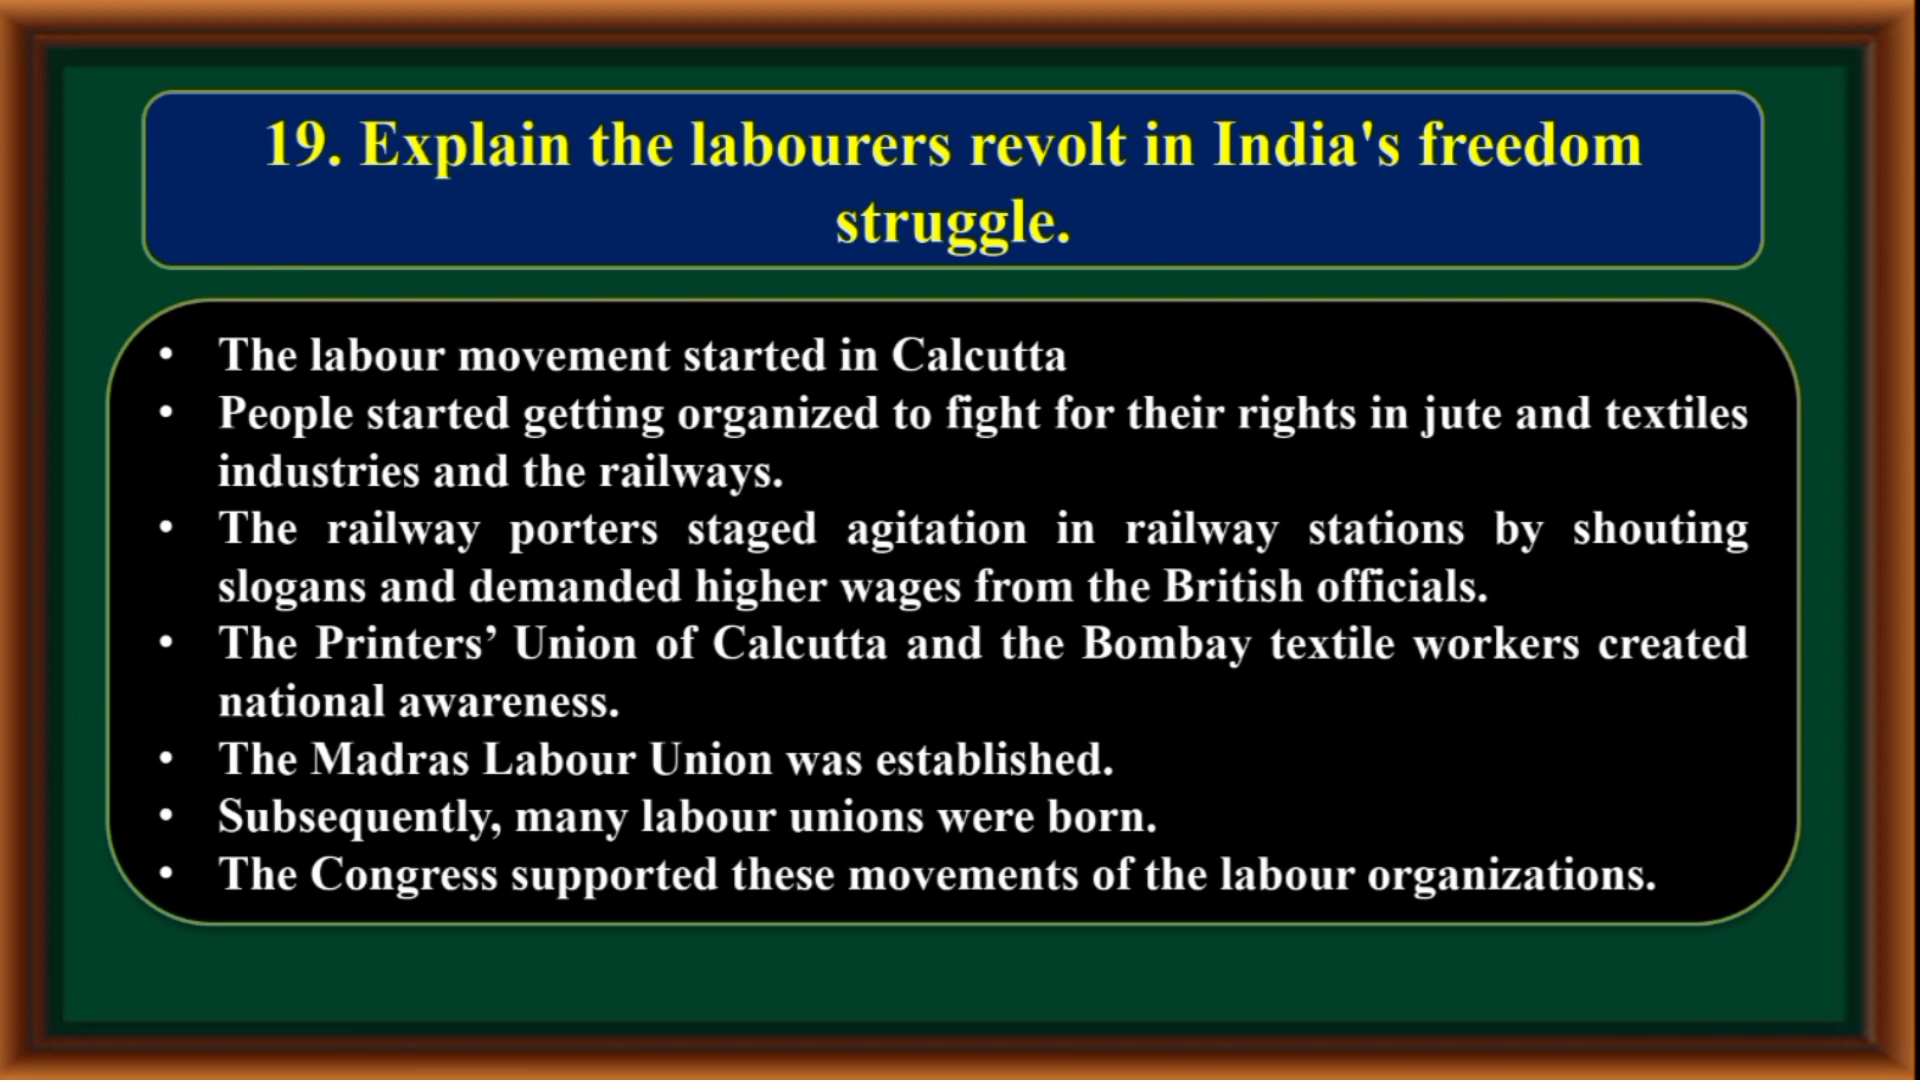 19. Explain the labourers revolt in India's freedom
struggle.
• The labour movement started in Calcutta
• People started getting organized to fight for their rights in jute and textiles
industries and the railways.
• The railway porters staged agitation in railway stations by shouting
slogans and demanded higher wages from the British officials.
• The Printers’ Union of Calcutta and the Bombay textile workers created
national awareness.
• The Madras Labour Union was established.
• Subsequently, many labour unions were born.
• The Congress supported these movements of the labour organizations.